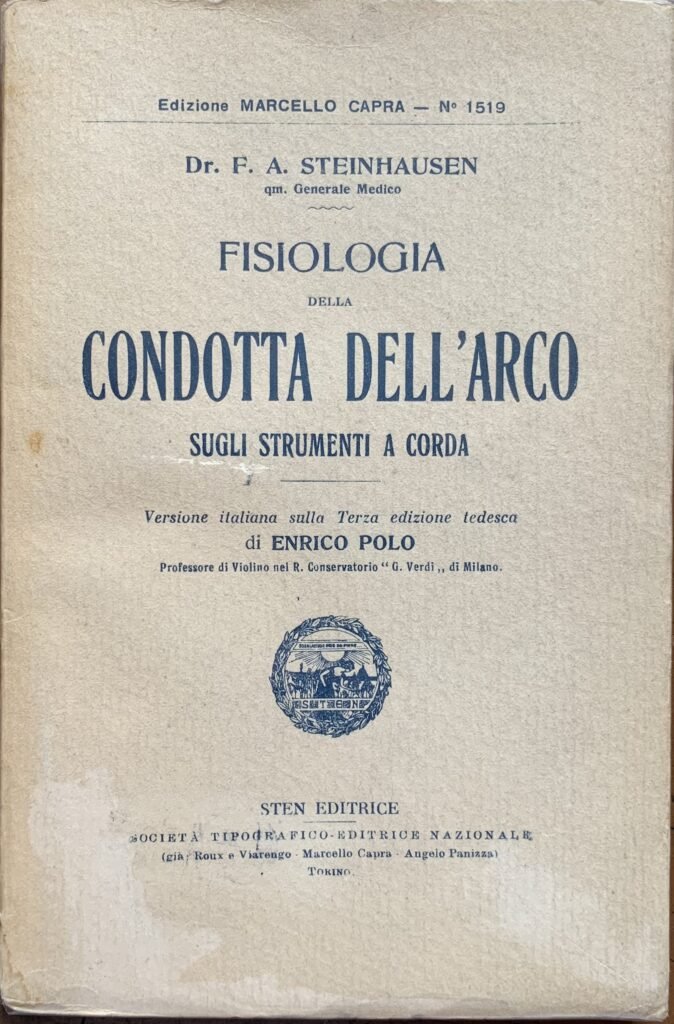 Edizione MARCELLO CAPRA — Nº 1519
Dr. F. A. STEINHAUSEN
qm. Generale Medico
FISIOLOGIA
DELLA
CONDOTTA DELL'ARCO
SUGLI STRUMENTI A CORDA
Versione italiana sulla Terza edizione tedesca
di ENRICO POLO
Professore di Violino nel R. Conservatorio “ G. Verdi „ di Milano.
STEN EDITRICE
SOCIETÀ TIPOGRAFICO-EDITRICE NAZIONALE
(già: Roux e Viarengo - Marcello Capra - Angelo Panizza)
TORINO.